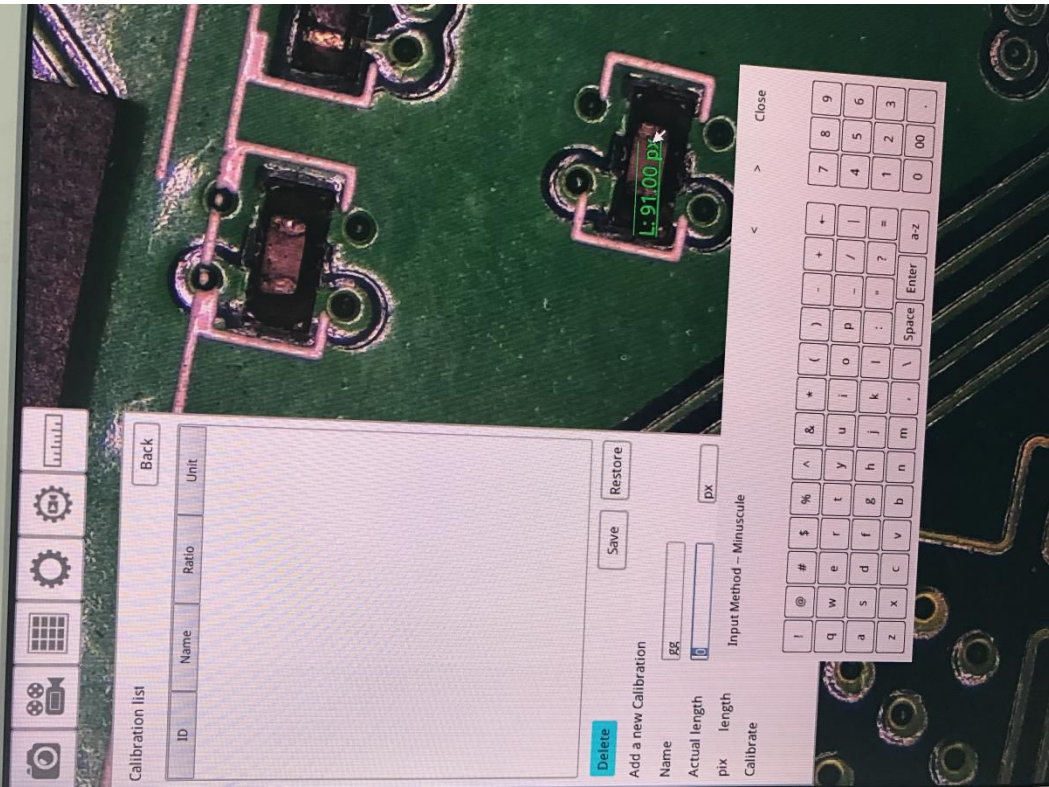 Calibration list
Back
ID Name Ratio Unit
Delete Save Restore
Add a new Calibration
Name gg
Actual length 0 px
pix length
Calibrate
L: 91.00 px
Input Method -- Minuscule
< > Close
! @ # $ % ^ & * ( ) - + ← 7 8 9
q w e r t y u i o p _ / | 4 5 6
a s d f g h j k l : " ? = 1 2 3
z x c v b n m , \ Space Enter a-z 0 00 .